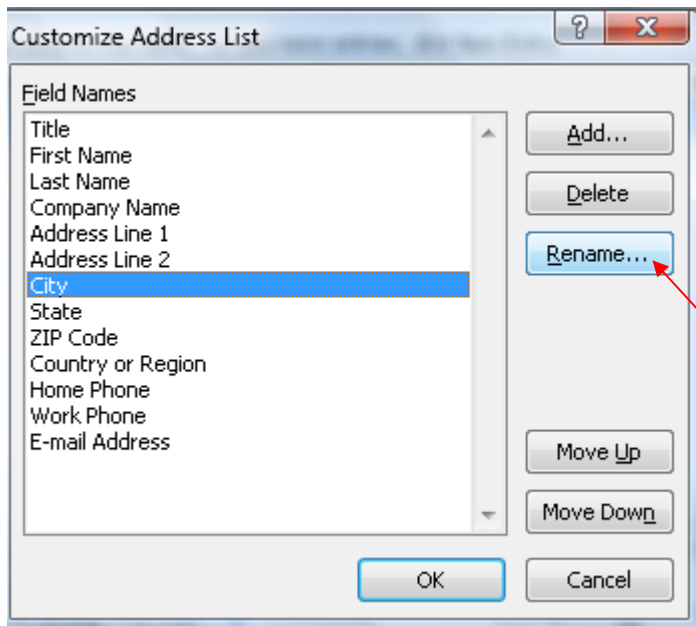 Customize Address List
Field Names
Title
First Name
Last Name
Company Name
Address Line 1
Address Line 2
City
State
ZIP Code
Country or Region
Home Phone
Work Phone
E-mail Address
Add...
Delete
Rename...
Move Up
Move Down
OK
Cancel